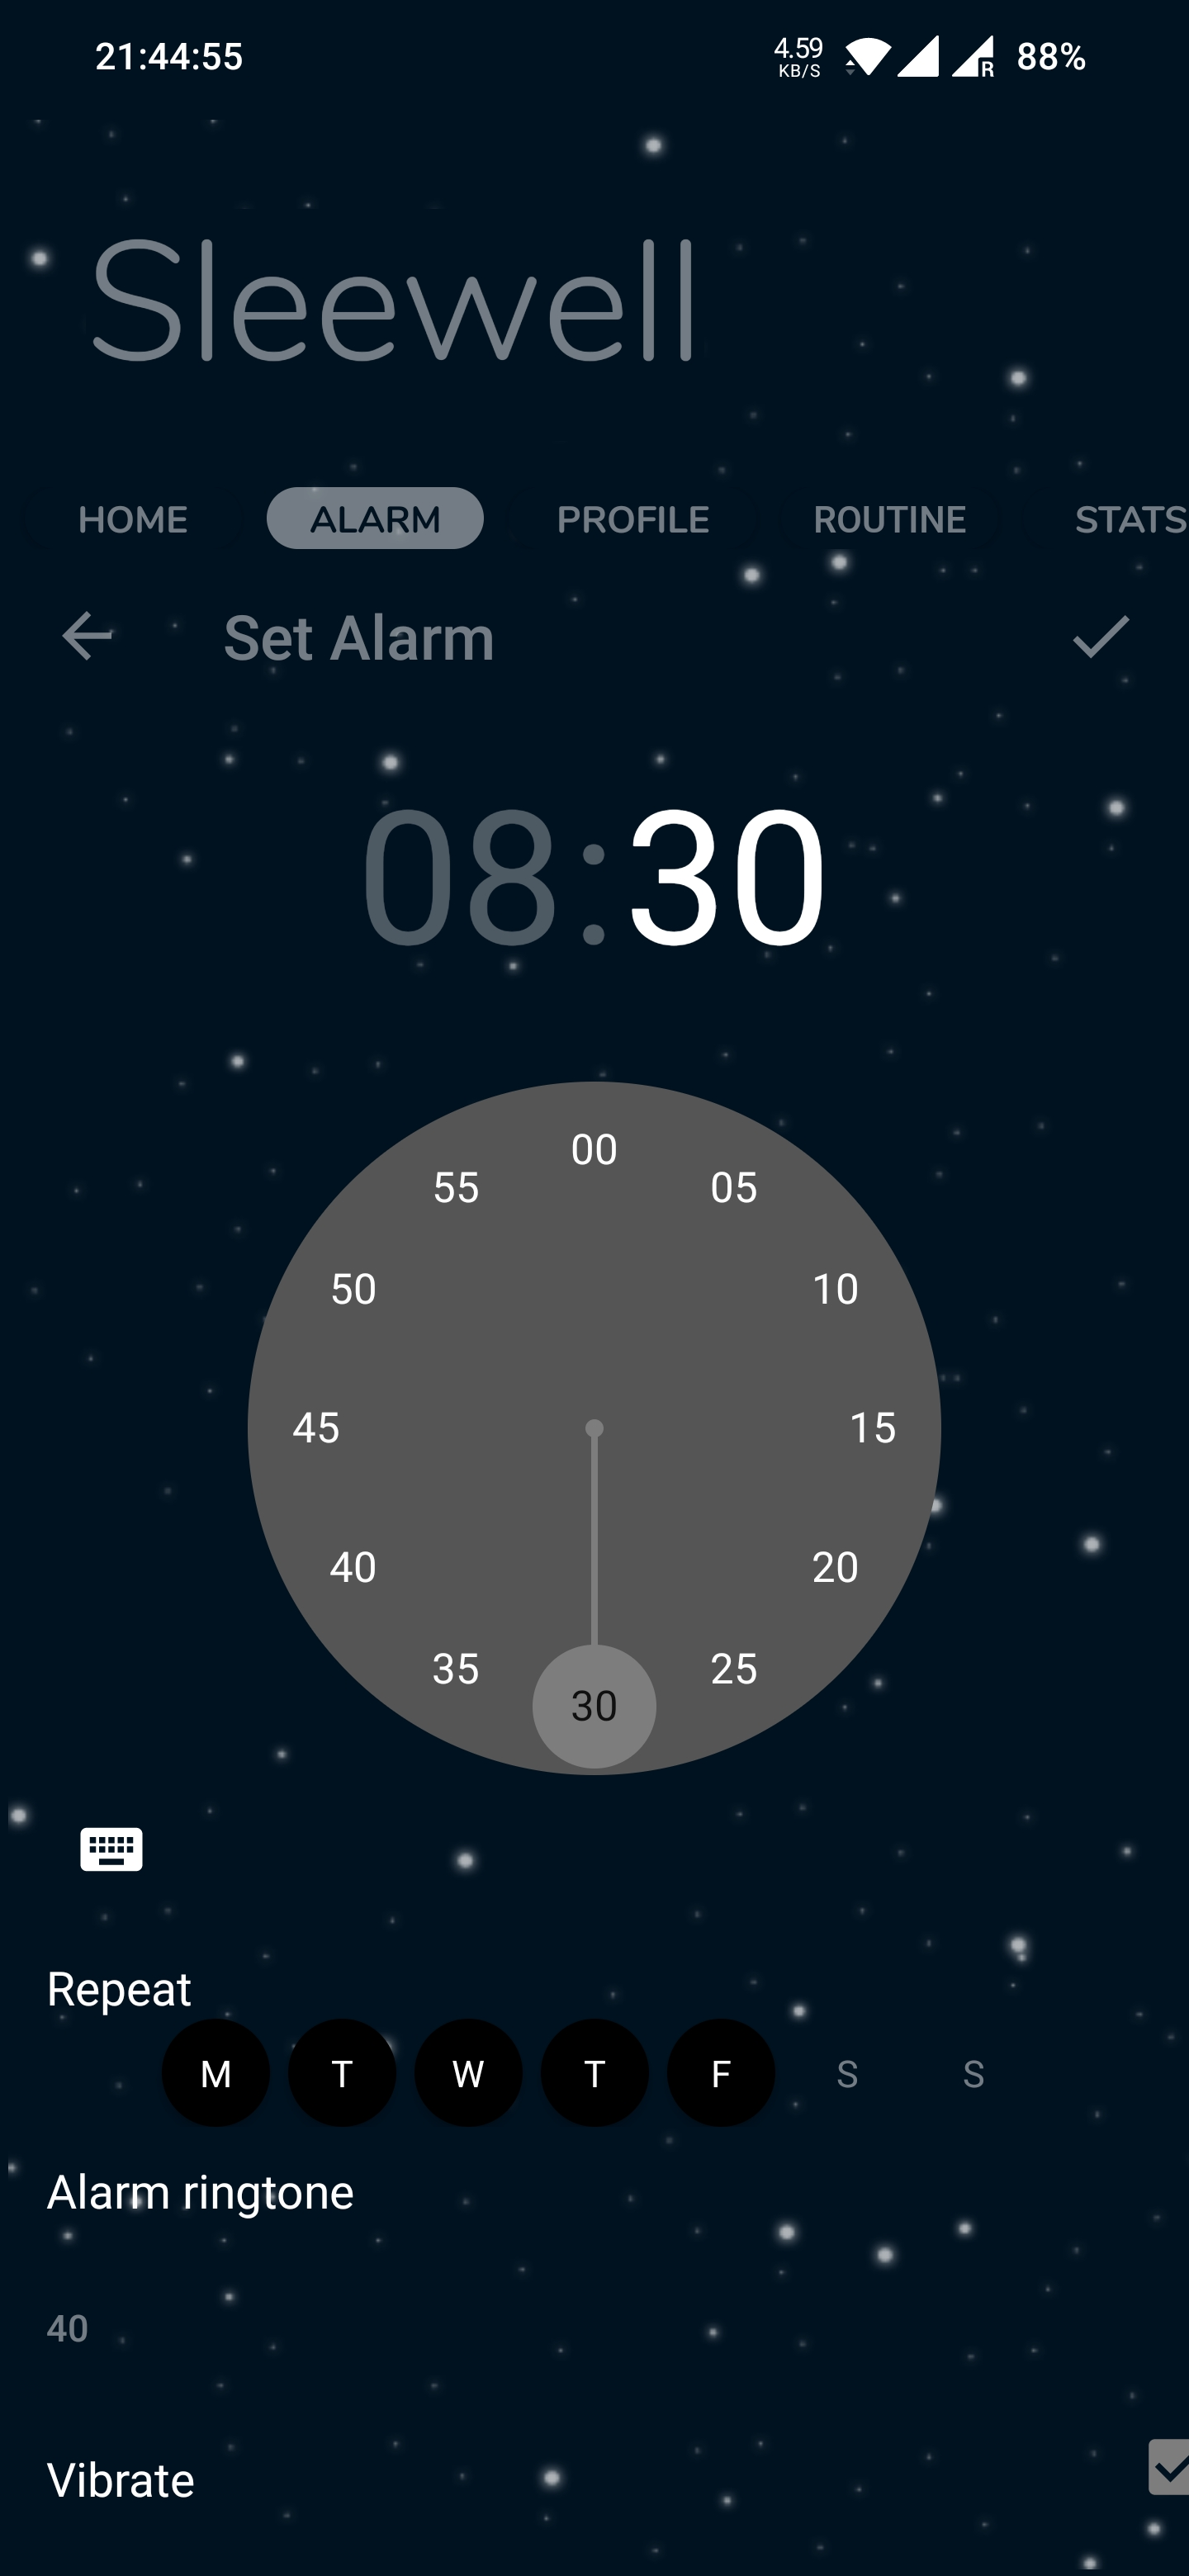 21:44:55 4.59 KB/S R 88%
Sleewell
HOME ALARM PROFILE ROUTINE STATS
Set Alarm
08:30
00
55 05
50 10
45 15
40 20
35 25
30
Repeat
M T W T F S S
Alarm ringtone
40
Vibrate